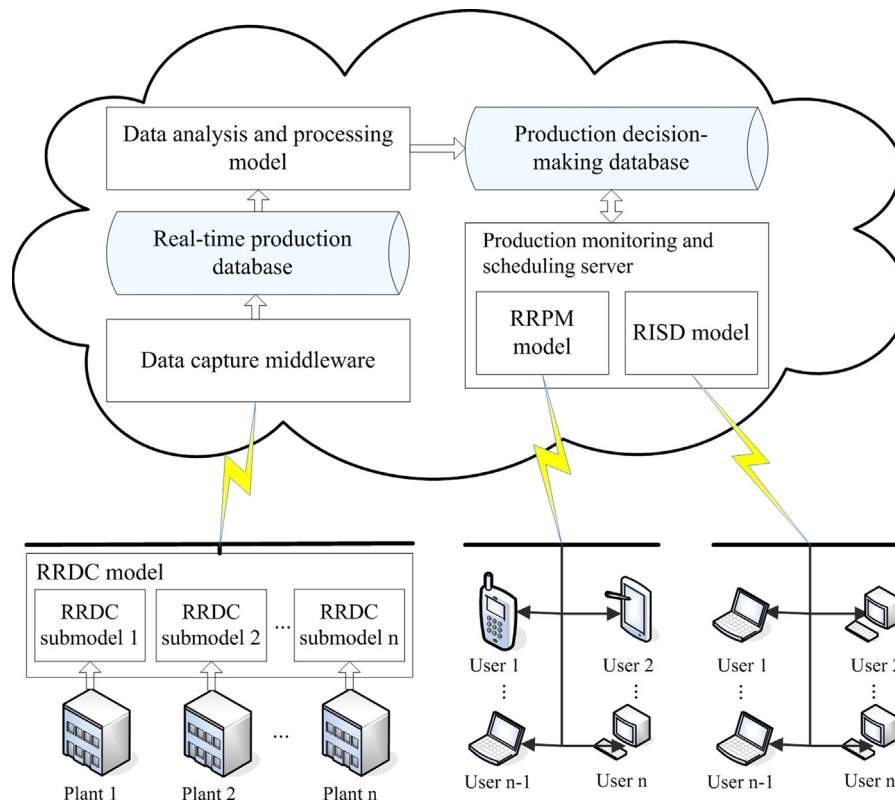 Data analysis and processing
model
Production decision-
making database
Real-time production
database
Production monitoring and
scheduling server
RRPM
model
RISD model
Data capture middleware
RRDC model
RRDC
submodel 1
RRDC
submodel 2
...
RRDC
submodel n
Plant 1
Plant 2
...
Plant n
User 1
User 2
...
...
User n-1
User n
User 1
User 2
...
...
User n-1
User n